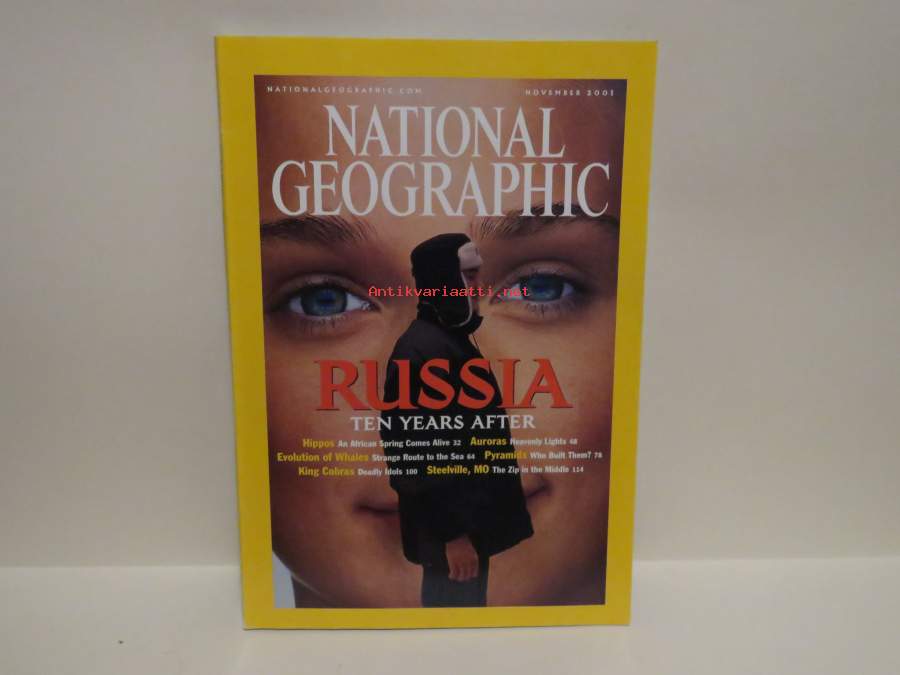 NATIONALGEOGRAPHIC.COM NOVEMBER 2001
NATIONAL
GEOGRAPHIC
Antikvariaatti.net
RUSSIA
TEN YEARS AFTER
Hippos An African Spring Comes Alive 32 Auroras Heavenly Lights 48
Evolution of Whales Strange Route to the Sea 64 Pyramids Who Built Them? 78
King Cobras Deadly Idols 100 Steelville, MO The Zip in the Middle 114